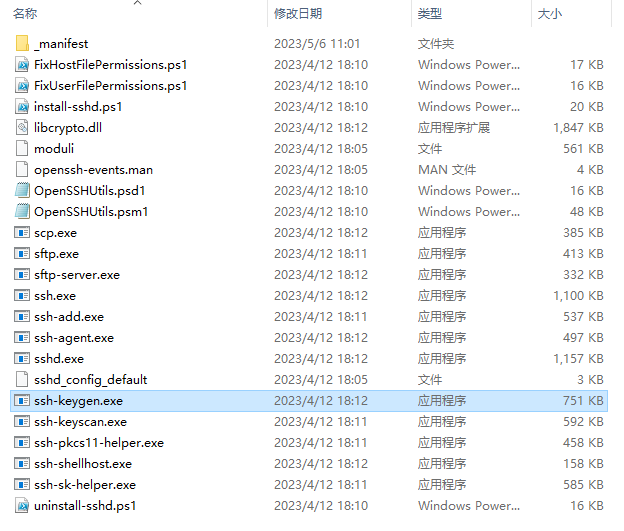 名称 修改日期 类型 大小
_manifest 2023/5/6 11:01 文件夹
FixHostFilePermissions.ps1 2023/4/12 18:10 Windows Power... 17 KB
FixUserFilePermissions.ps1 2023/4/12 18:10 Windows Power... 16 KB
install-sshd.ps1 2023/4/12 18:10 Windows Power... 20 KB
libcrypto.dll 2023/4/12 18:12 应用程序扩展 1,847 KB
moduli 2023/4/12 18:05 文件 561 KB
openssh-events.man 2023/4/12 18:05 MAN 文件 4 KB
OpenSSHUtils.psd1 2023/4/12 18:10 Windows Power... 16 KB
OpenSSHUtils.psm1 2023/4/12 18:10 Windows Power... 48 KB
scp.exe 2023/4/12 18:12 应用程序 385 KB
sftp.exe 2023/4/12 18:11 应用程序 413 KB
sftp-server.exe 2023/4/12 18:12 应用程序 332 KB
ssh.exe 2023/4/12 18:12 应用程序 1,100 KB
ssh-add.exe 2023/4/12 18:11 应用程序 537 KB
ssh-agent.exe 2023/4/12 18:12 应用程序 497 KB
sshd.exe 2023/4/12 18:12 应用程序 1,157 KB
sshd_config_default 2023/4/12 18:05 文件 3 KB
ssh-keygen.exe 2023/4/12 18:12 应用程序 751 KB
ssh-keyscan.exe 2023/4/12 18:11 应用程序 592 KB
ssh-pkcs11-helper.exe 2023/4/12 18:11 应用程序 458 KB
ssh-shellhost.exe 2023/4/12 18:12 应用程序 158 KB
ssh-sk-helper.exe 2023/4/12 18:11 应用程序 585 KB
uninstall-sshd.ps1 2023/4/12 18:10 Windows Power... 16 KB